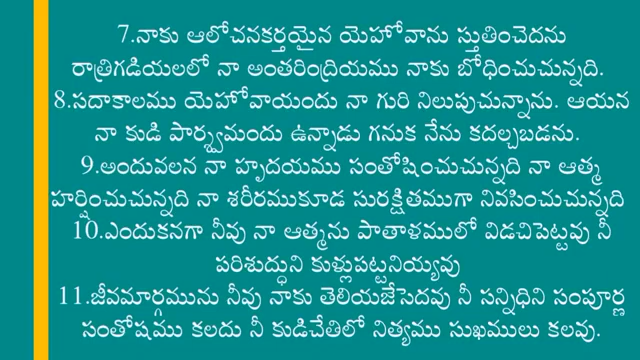 7.నాకు ఆలోచనకర్తయైన యెహోవాను స్తుతించెదను
రాత్రిగడియలలో నా అంతరింద్రియము నాకు బోధించుచున్నది.
8.సదాకాలము యెహోవాయందు నా గురి నిలుపుచున్నాను. ఆయన
నా కుడి పార్శ్వమందు ఉన్నాడు గనుక నేను కదల్చబడను.
9.అందువలన నా హృదయము సంతోషించుచున్నది నా ఆత్మ
హర్షించుచున్నది నా శరీరముకూడ సురక్షితముగా నివసించుచున్నది
10.ఎందుకనగా నీవు నా ఆత్మను పాతాళములో విడచిపెట్టవు నీ
పరిశుద్ధుని కుళ్లుపట్టనియ్యవు
11.జీవమార్గమును నీవు నాకు తెలియజేసెదవు నీ సన్నిధిని సంపూర్ణ
సంతోషము కలదు నీ కుడిచేతిలో నిత్యము సుఖములు కలవు.